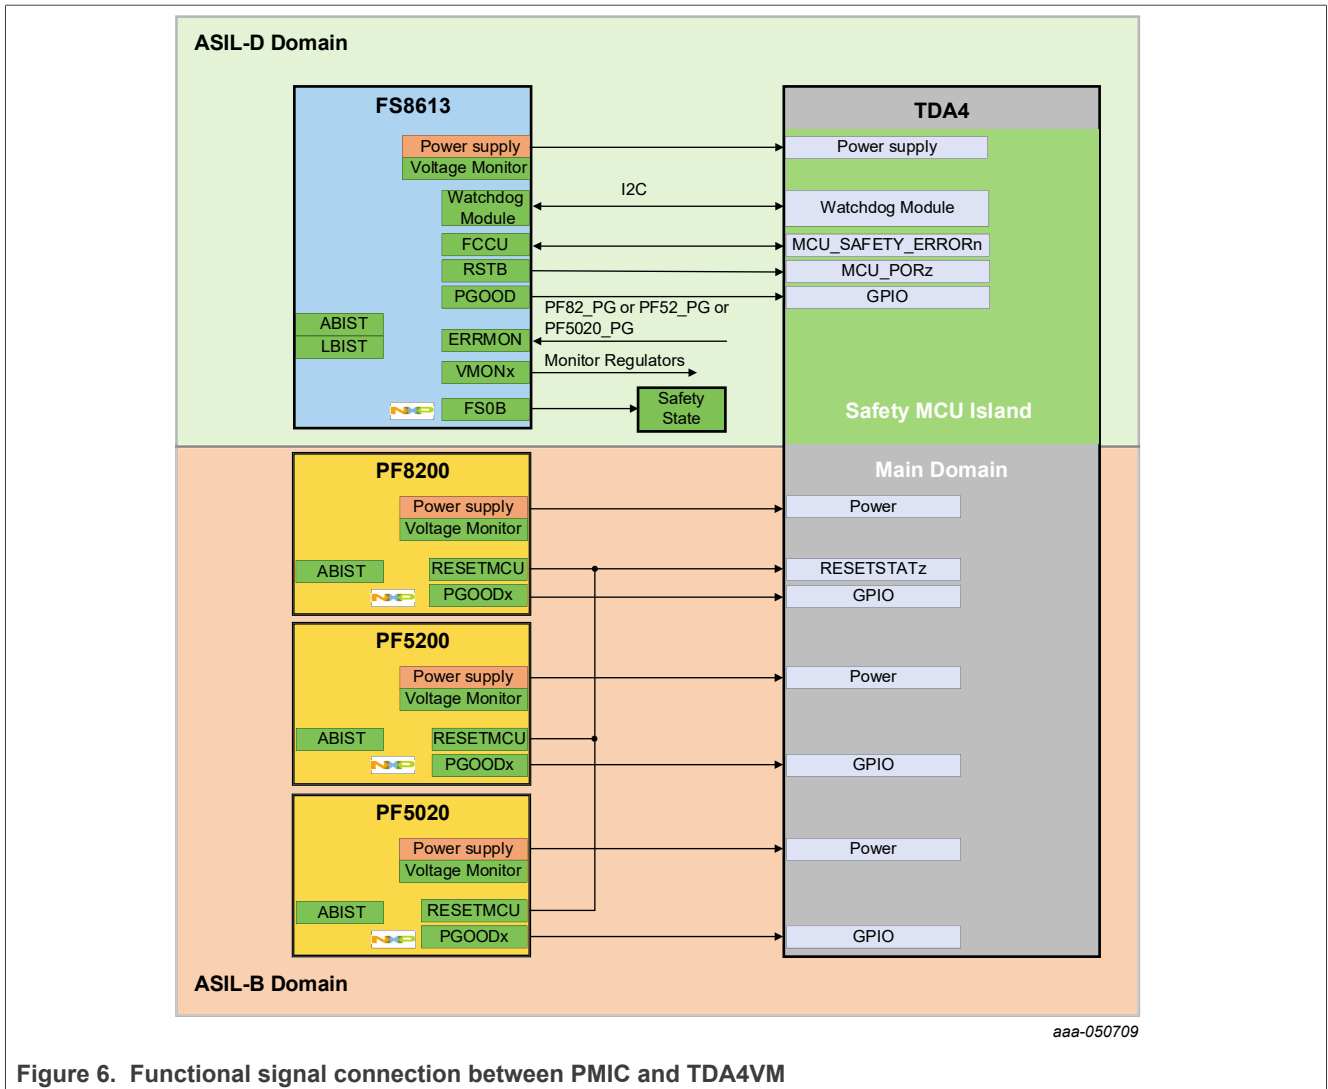 ASIL-D Domain
FS8613
Power supply
Voltage Monitor
Watchdog
Module
FCCU
RSTB
PGOOD
ABIST
LBIST
ERRMON
VMONx
NXP
FS0B
I2C
PF82_PG or PF52_PG or
PF5020_PG
Monitor Regulators
Safety
State
TDA4
Power supply
Watchdog Module
MCU_SAFETY_ERRORn
MCU_PORz
GPIO
Safety MCU Island
Main Domain
PF8200
Power supply
Voltage Monitor
ABIST
RESETMCU
NXP
PGOODx
Power
RESETSTATz
GPIO
PF5200
Power supply
Voltage Monitor
ABIST
RESETMCU
NXP
PGOODx
Power
GPIO
PF5020
Power supply
Voltage Monitor
ABIST
RESETMCU
NXP
PGOODx
Power
GPIO
ASIL-B Domain
aaa-050709
Figure 6. Functional signal connection between PMIC and TDA4VM